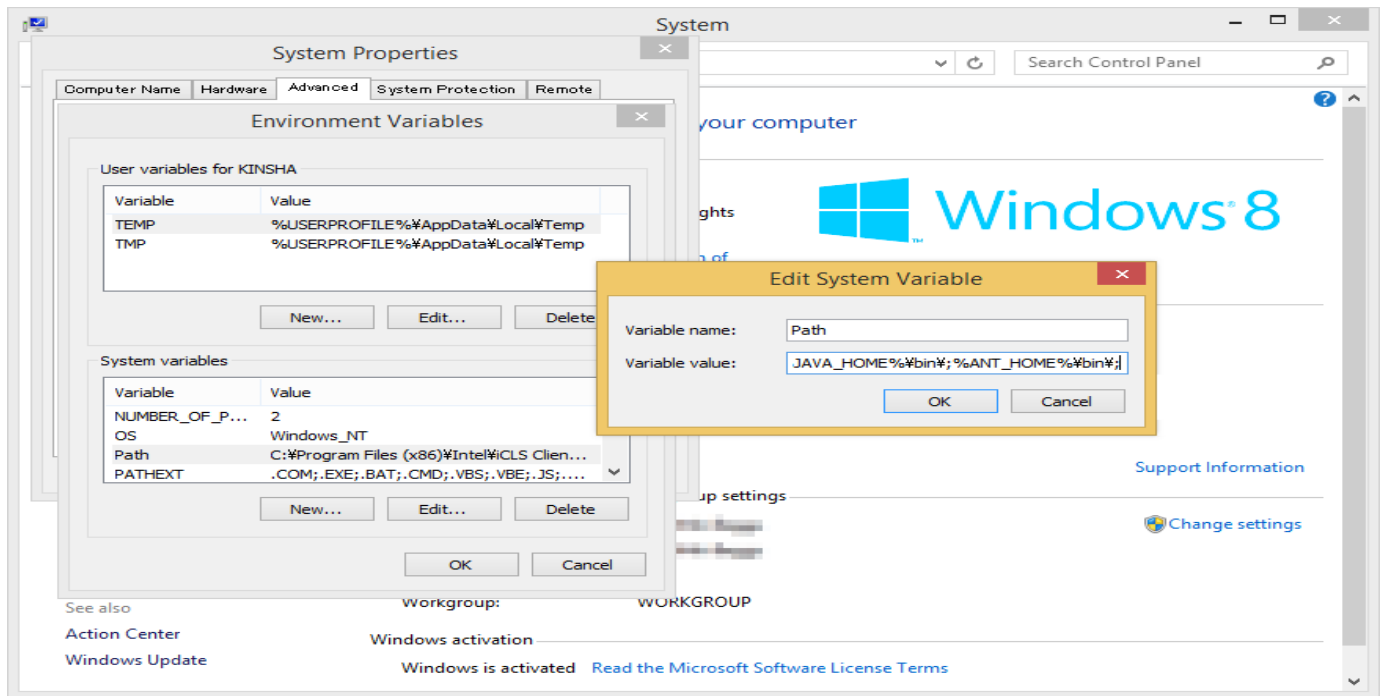 System
System Properties
Search Control Panel
Computer Name
Hardware
Advanced
System Protection
Remote
Environment Variables
your computer
User variables for KINSHA
Variable Value
TEMP %USERPROFILE%¥AppData¥Local¥Temp
TMP %USERPROFILE%¥AppData¥Local¥Temp
New...
Edit...
Delete
ghts
Windows 8
n of
Edit System Variable
Variable name: Path
Variable value: JAVA_HOME%¥bin¥;%ANT_HOME%¥bin¥;
OK
Cancel
System variables
Variable Value
NUMBER_OF_P... 2
OS Windows_NT
Path C:¥Program Files (x86)¥Intel¥iCLS Clien...
PATHEXT .COM;.EXE;.BAT;.CMD;.VBS;.VBE;.JS;....
New...
Edit...
Delete
OK
Cancel
Support Information
up settings
Change settings
Workgroup: WORKGROUP
See also
Action Center
Windows Update
Windows activation
Windows is activated Read the Microsoft Software License Terms